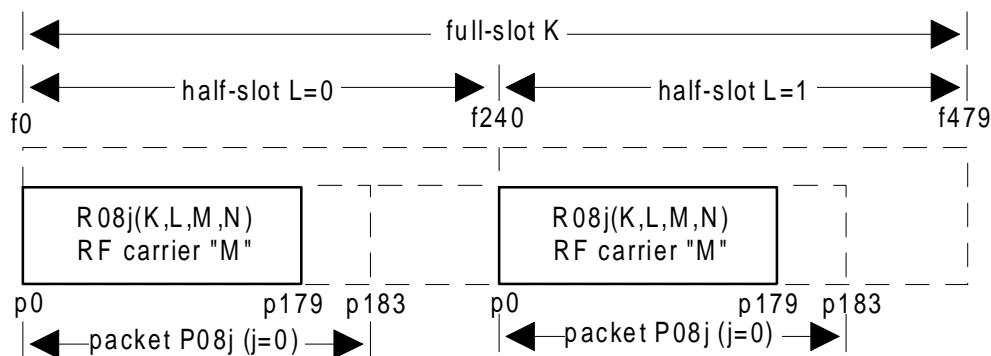 full-slot K
half-slot L=0
half-slot L=1
f0
f240
f479
R08j(K,L,M,N)
RF carrier "M"
R08j(K,L,M,N)
RF carrier "M"
p0
p179
p183
p0
p179
p183
packet P08j (j=0)
packet P08j (j=0)